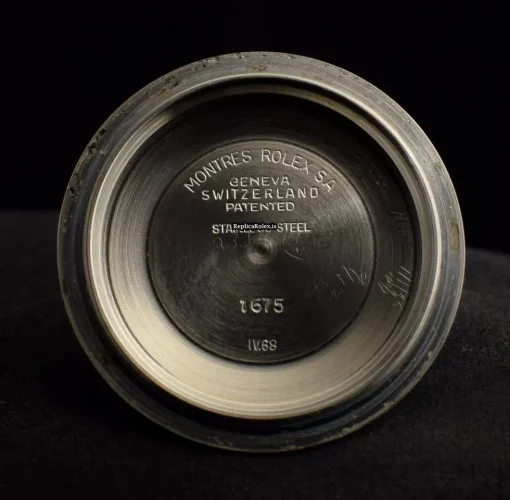 MONTRES ROLEX S.A.
GENEVA
SWITZERLAND
PATENTED
ReplicaRolex.is
STAINLESS STEEL
1675
IV.68